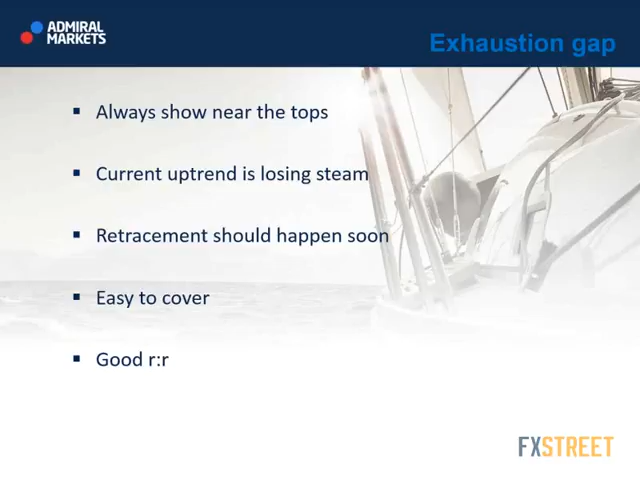 ADMIRAL
MARKETS
Exhaustion gap
Always show near the tops
Current uptrend is losing steam
Retracement should happen soon
Easy to cover
Good r:r
FXSTREET